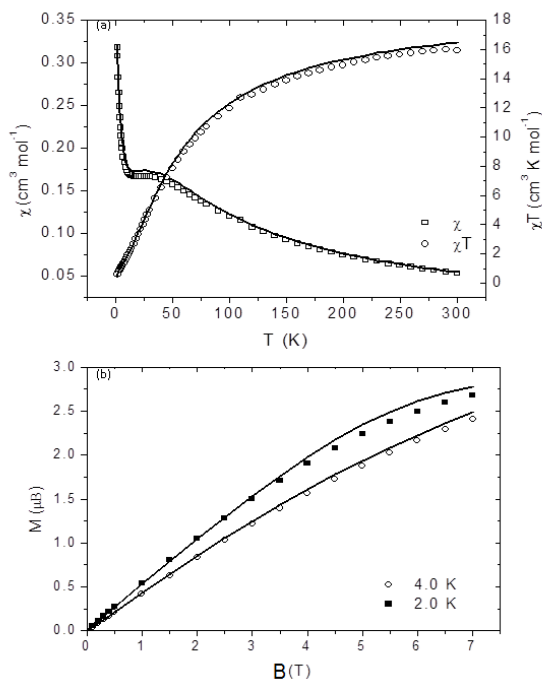 (a)
0.35
0.30
0.25
0.20
0.15
0.10
0.05
χ (cm³ mol⁻¹)
18
16
14
12
10
8
6
4
2
0
χT (cm³ K mol⁻¹)
χ
χT
0 50 100 150 200 250 300
T (K)
(b)
3.0
2.5
2.0
1.5
1.0
0.5
0.0
M (μB)
4.0 K
2.0 K
0 1 2 3 4 5 6 7
B (T)